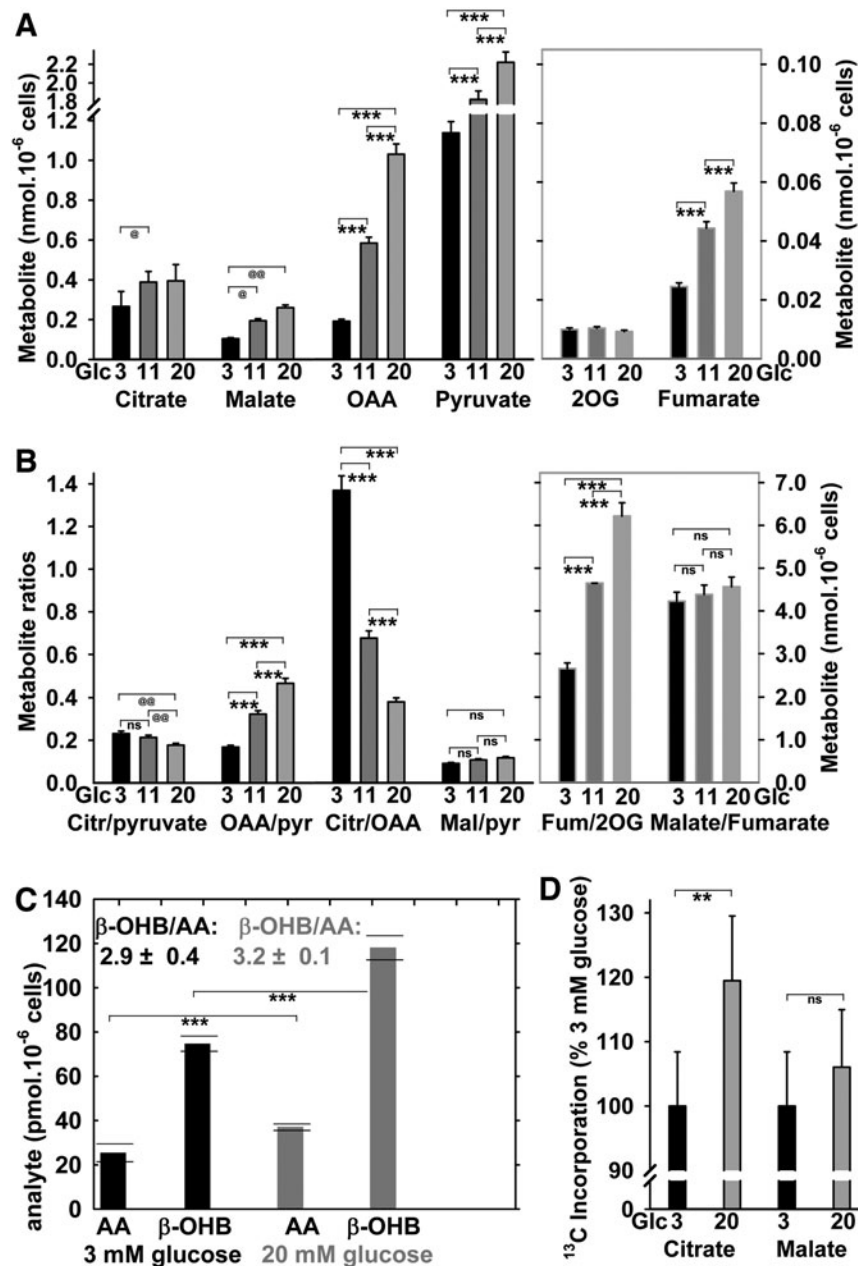 A
Metabolite (nmol.10⁻⁶ cells)
2.2
2.0
1.8
1.2
1.0
0.8
0.6
0.4
0.2
0.0
@
@@
@
***
***
***
***
***
***
***
***
0.10
0.08
0.06
0.04
0.02
0.00
Metabolite (nmol.10⁻⁶ cells)
Glc 3 11 20 3 11 20 3 11 20 3 11 20 3 11 20 3 11 20 Glc
Citrate Malate OAA Pyruvate 2OG Fumarate
B
Metabolite ratios
1.4
1.2
1.0
0.8
0.6
0.4
0.2
0.0
@@
ns @@
***
*** ***
***
***
***
ns
ns ns
***
***
***
ns
ns ns
7.0
6.0
5.0
4.0
3.0
2.0
1.0
0.0
Metabolite (nmol.10⁻⁶ cells)
Glc 3 11 20 3 11 20 3 11 20 3 11 20 3 11 20 3 11 20 Glc
Citr/pyruvate OAA/pyr Citr/OAA Mal/pyr Fum/2OG Malate/Fumarate
C
analyte (pmol.10⁻⁶ cells)
140
120
100
80
60
40
20
0
β-OHB/AA: β-OHB/AA:
2.9 ± 0.4 3.2 ± 0.1
***
***
AA β-OHB AA β-OHB
3 mM glucose 20 mM glucose
D
¹³C Incorporation (% 3 mM glucose)
130
120
110
100
90
0
**
ns
Glc 3 20 3 20
Citrate Malate